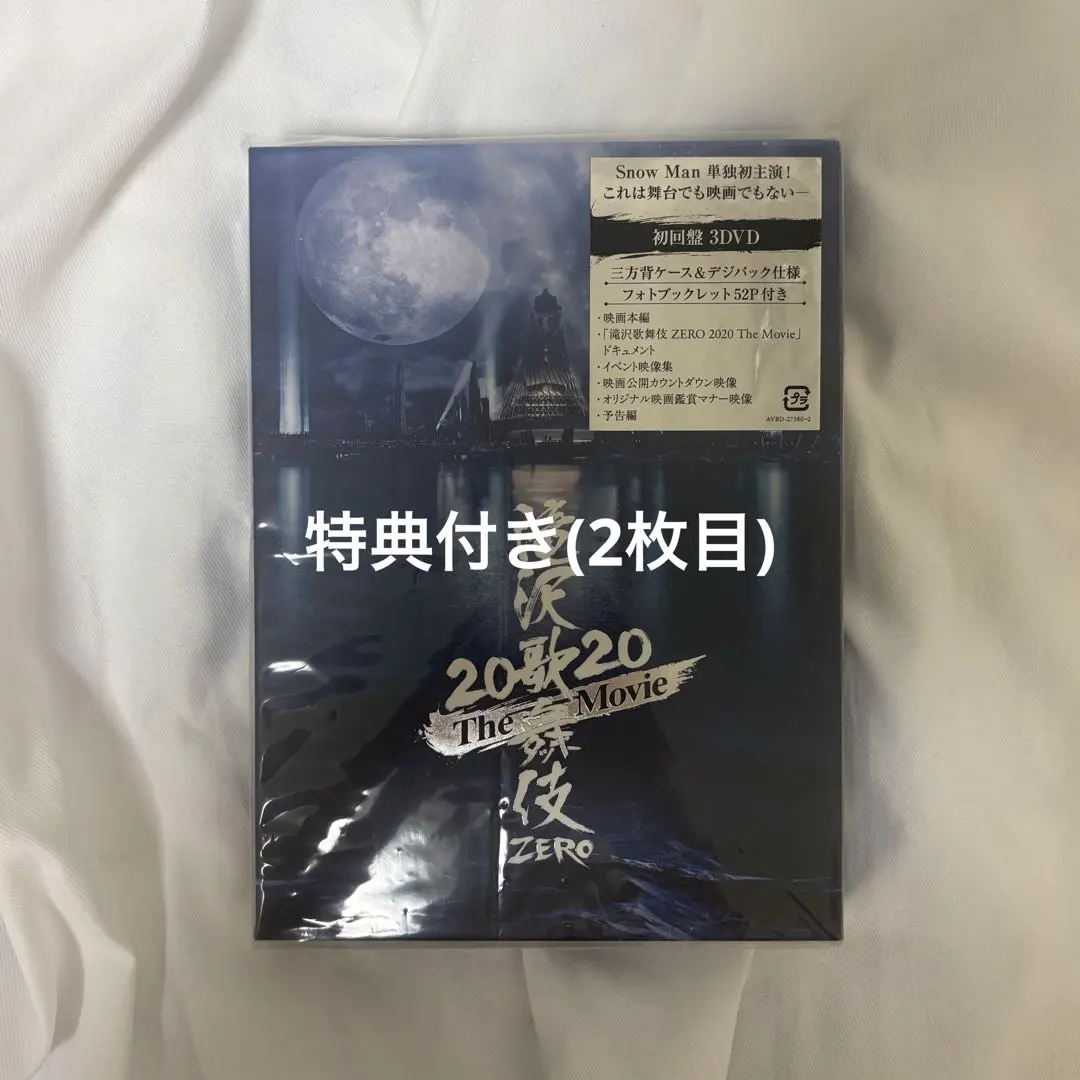 Snow Man 単独初主演!
これは舞台でも映画でもない―
初回盤 3DVD
三方背ケース&デジパック仕様
フォトブックレット52P付き
・映画本編
・「滝沢歌舞伎 ZERO 2020 The Movie」
ドキュメント
・イベント映像集
・映画公開カウントダウン映像
・オリジナル映画鑑賞マナー映像
・予告編
プラ
AVBD-27380~2
特典付き(2枚目)
滝沢歌舞伎
2020
The Movie
ZERO